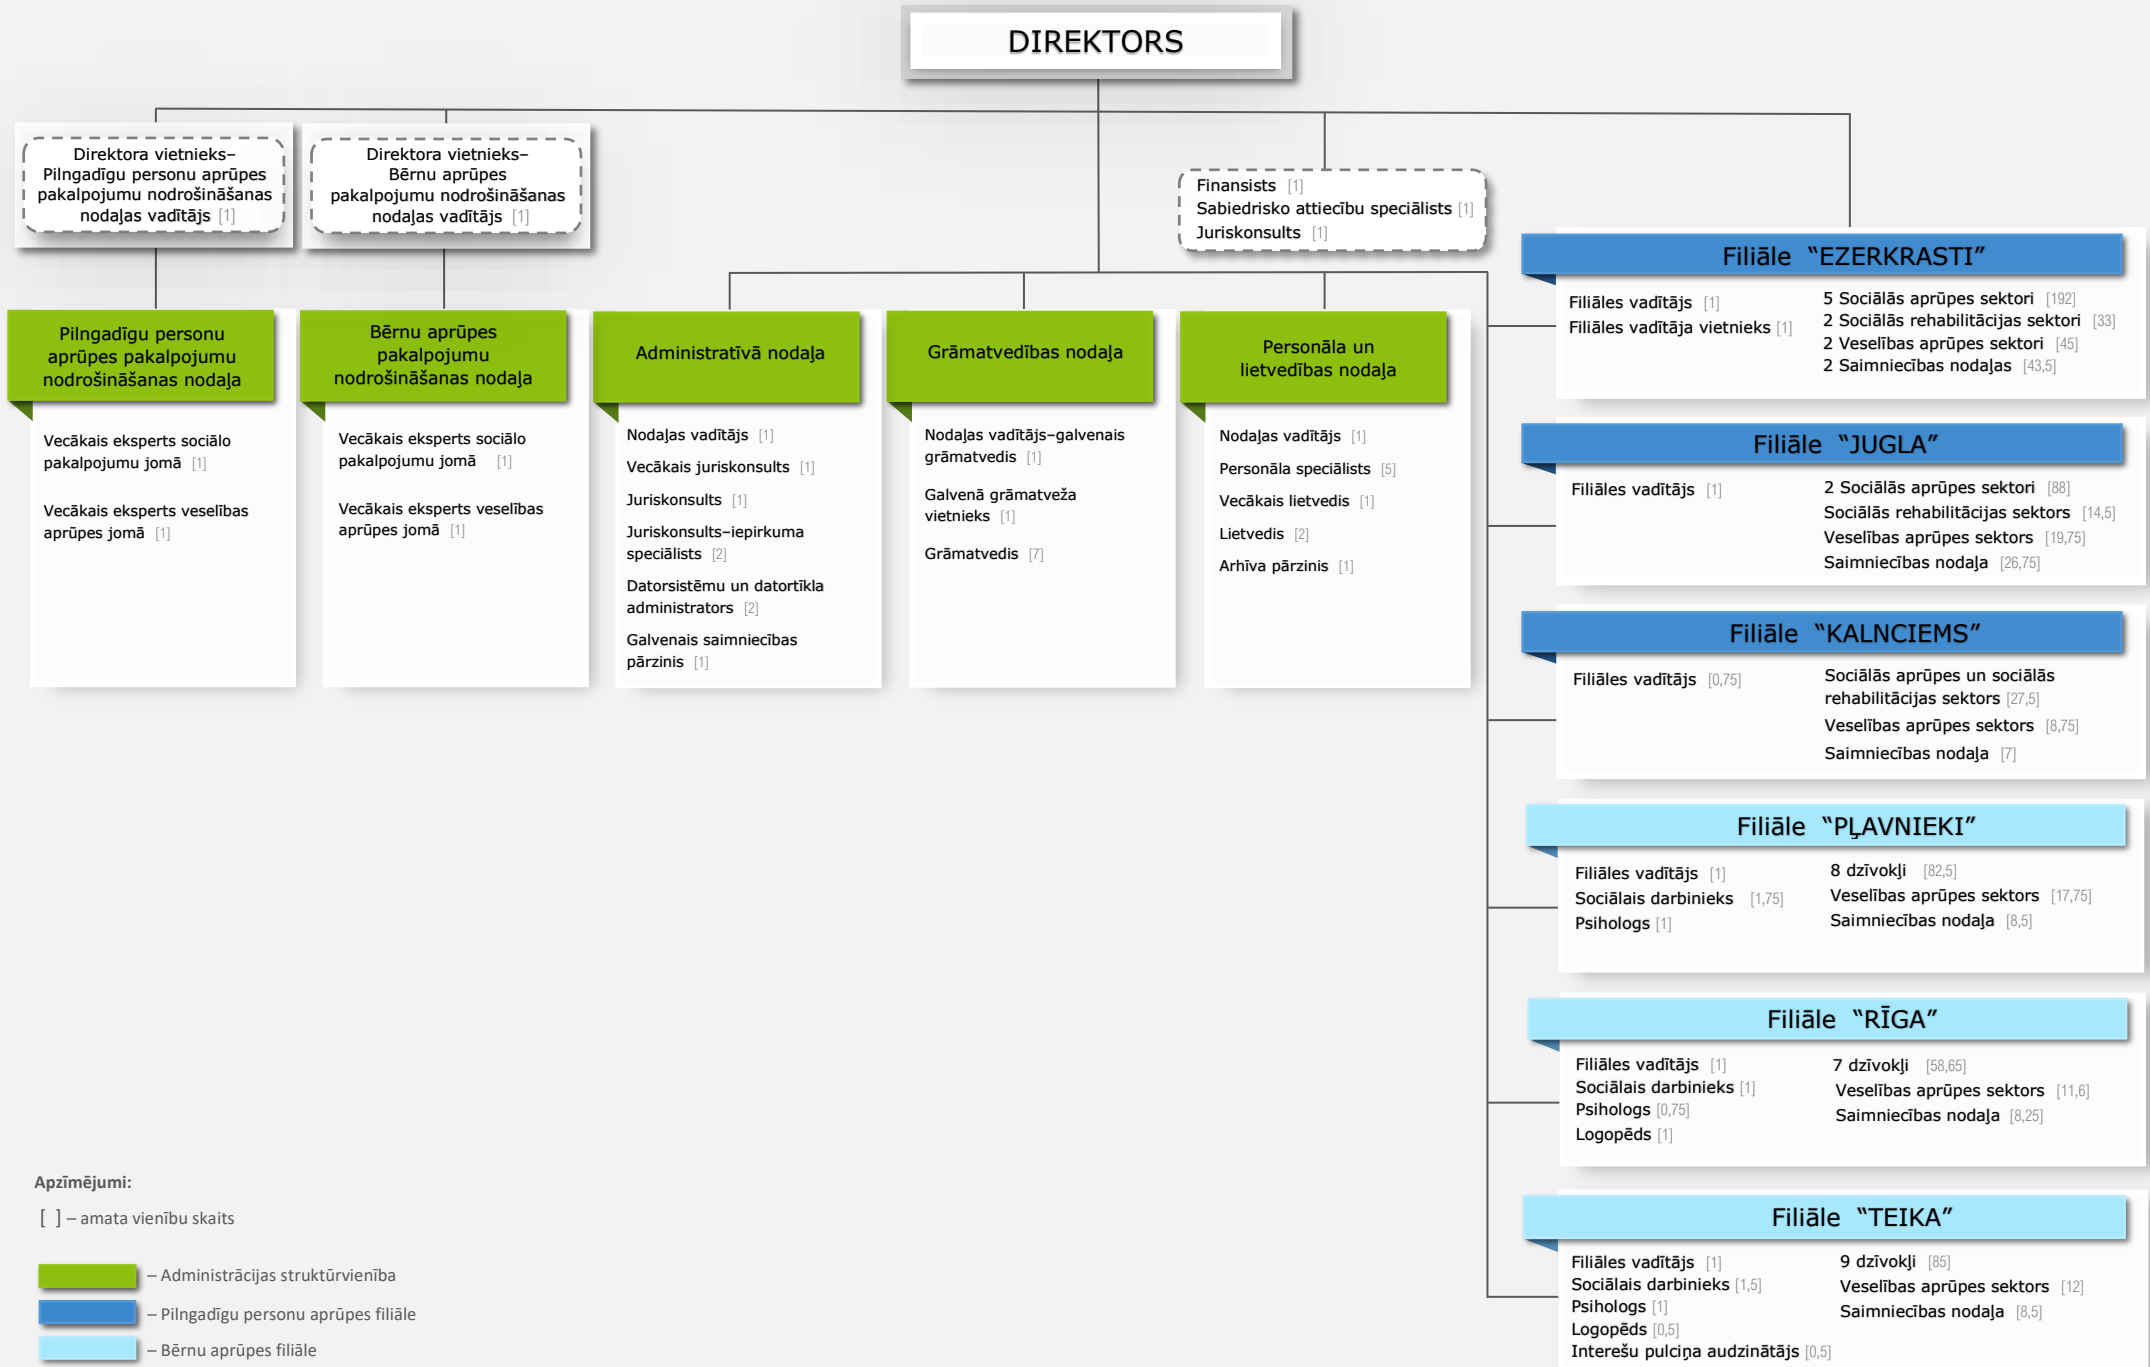 DIREKTORS
Direktora vietnieks–
Pilngadīgu personu aprūpes
pakalpojumu nodrošināšanas
nodaļas vadītājs [1]
Direktora vietnieks–
Bērnu aprūpes
pakalpojumu nodrošināšanas
nodaļas vadītājs [1]
Finansists [1]
Sabiedrisko attiecību speciālists [1]
Juriskonsults [1]
Pilngadīgu personu
aprūpes pakalpojumu
nodrošināšanas nodaļa
Vecākais eksperts sociālo
pakalpojumu jomā [1]
Vecākais eksperts veselības
aprūpes jomā [1]
Bērnu aprūpes
pakalpojumu
nodrošināšanas nodaļa
Vecākais eksperts sociālo
pakalpojumu jomā [1]
Vecākais eksperts veselības
aprūpes jomā [1]
Administratīvā nodaļa
Nodaļas vadītājs [1]
Vecākais juriskonsults [1]
Juriskonsults [1]
Juriskonsults–iepirkuma
speciālists [2]
Datorsistēmu un datortīkla
administrators [2]
Galvenais saimniecības
pārzinis [1]
Grāmatvedības nodaļa
Nodaļas vadītājs–galvenais
grāmatvedis [1]
Galvenā grāmatveža
vietnieks [1]
Grāmatvedis [7]
Personāla un
lietvedības nodaļa
Nodaļas vadītājs [1]
Personāla speciālists [5]
Vecākais lietvedis [1]
Lietvedis [2]
Arhīva pārzinis [1]
Filiāle “EZERKRASTI”
Filiāles vadītājs [1]
Filiāles vadītāja vietnieks [1]
5 Sociālās aprūpes sektori [192]
2 Sociālās rehabilitācijas sektori [33]
2 Veselības aprūpes sektori [45]
2 Saimniecības nodaļas [43,5]
Filiāle “JUGLA”
Filiāles vadītājs [1]
2 Sociālās aprūpes sektori [88]
Sociālās rehabilitācijas sektors [14,5]
Veselības aprūpes sektors [19,75]
Saimniecības nodaļa [26,75]
Filiāle “KALNCIEMS”
Filiāles vadītājs [0,75]
Sociālās aprūpes un sociālās
rehabilitācijas sektors [27,5]
Veselības aprūpes sektors [8,75]
Saimniecības nodaļa [7]
Filiāle “PĻAVNIEKI”
Filiāles vadītājs [1]
Sociālais darbinieks [1,75]
Psihologs [1]
8 dzīvokļi [82,5]
Veselības aprūpes sektors [17,75]
Saimniecības nodaļa [8,5]
Filiāle “RĪGA”
Filiāles vadītājs [1]
Sociālais darbinieks [1]
Psihologs [0,75]
Logopēds [1]
7 dzīvokļi [58,65]
Veselības aprūpes sektors [11,6]
Saimniecības nodaļa [8,25]
Filiāle “TEIKA”
Filiāles vadītājs [1]
Sociālais darbinieks [1,5]
Psihologs [1]
Logopēds [0,5]
Interešu pulciņa audzinātājs [0,5]
9 dzīvokļi [85]
Veselības aprūpes sektors [12]
Saimniecības nodaļa [8,5]
Apzīmējumi:
[ ] – amata vienību skaits
– Administrācijas struktūrvienība
– Pilngadīgu personu aprūpes filiāle
– Bērnu aprūpes filiāle